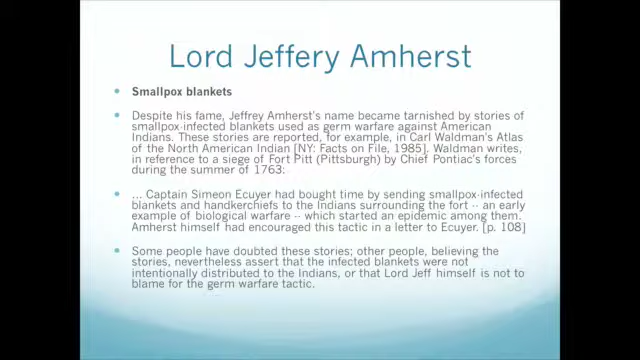 Lord Jeffery Amherst
Smallpox blankets
Despite his fame, Jeffrey Amherst's name became tarnished by stories of
smallpox-infected blankets used as germ warfare against American
Indians. These stories are reported, for example, in Carl Waldman's Atlas
of the North American Indian [NY: Facts on File, 1985]. Waldman writes,
in reference to a siege of Fort Pitt (Pittsburgh) by Chief Pontiac's forces
during the summer of 1763:
... Captain Simeon Ecuyer had bought time by sending smallpox-infected
blankets and handkerchiefs to the Indians surrounding the fort -- an early
example of biological warfare -- which started an epidemic among them.
Amherst himself had encouraged this tactic in a letter to Ecuyer. [p. 108]
Some people have doubted these stories; other people, believing the
stories, nevertheless assert that the infected blankets were not
intentionally distributed to the Indians, or that Lord Jeff himself is not to
blame for the germ warfare tactic.